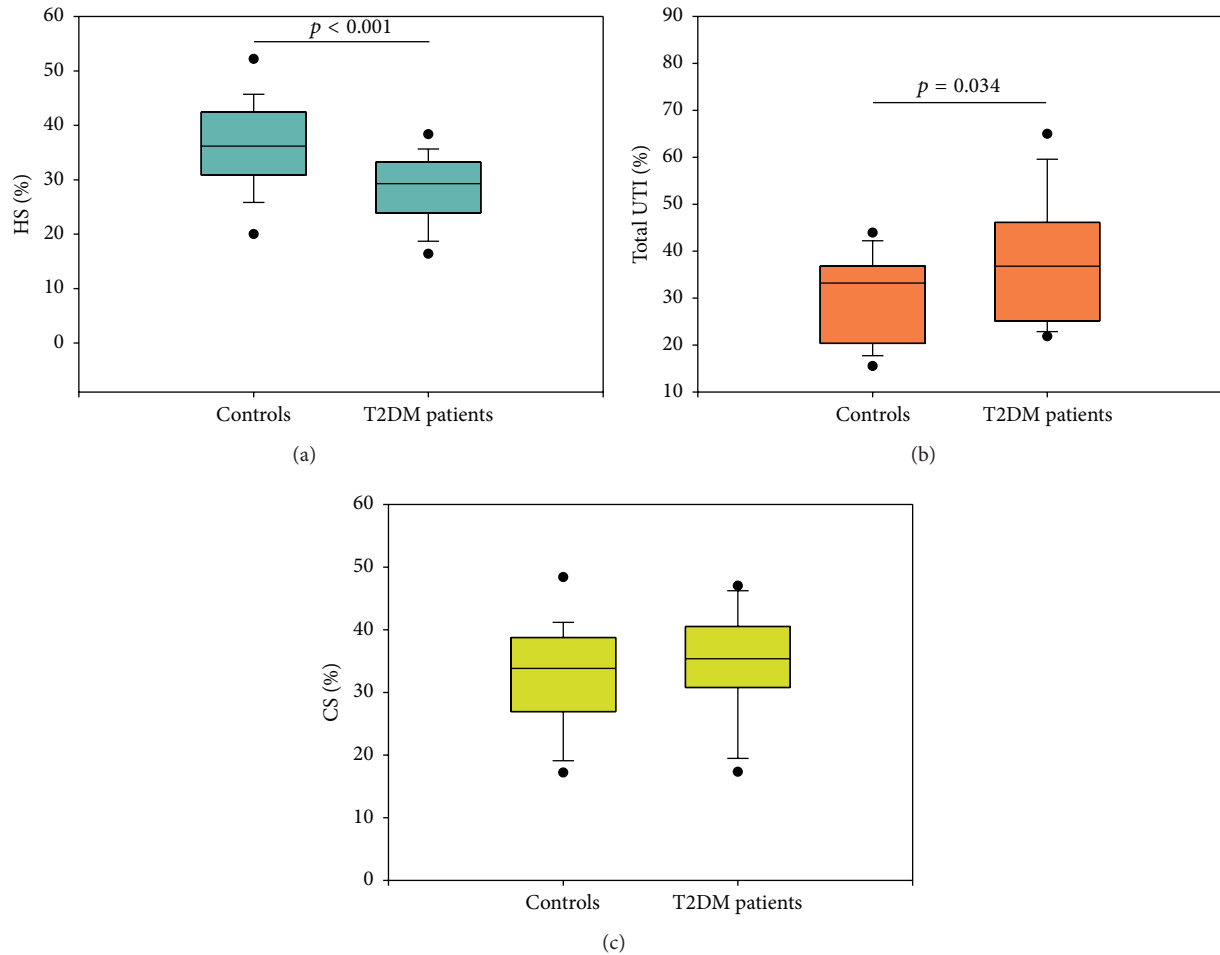 60
50
40
30
20
10
0
HS (%)
p < 0.001
Controls
T2DM patients
(a)
90
80
70
60
50
40
30
20
10
Total UTI (%)
p = 0.034
Controls
T2DM patients
(b)
60
50
40
30
20
10
0
CS (%)
Controls
T2DM patients
(c)